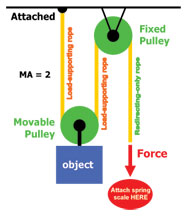 Attached
Fixed
Pulley
MA = 2
Load-supporting rope
Load-supporting rope
Redirecting-only rope
Movable
Pulley
object
Force
Attach spring
scale HERE